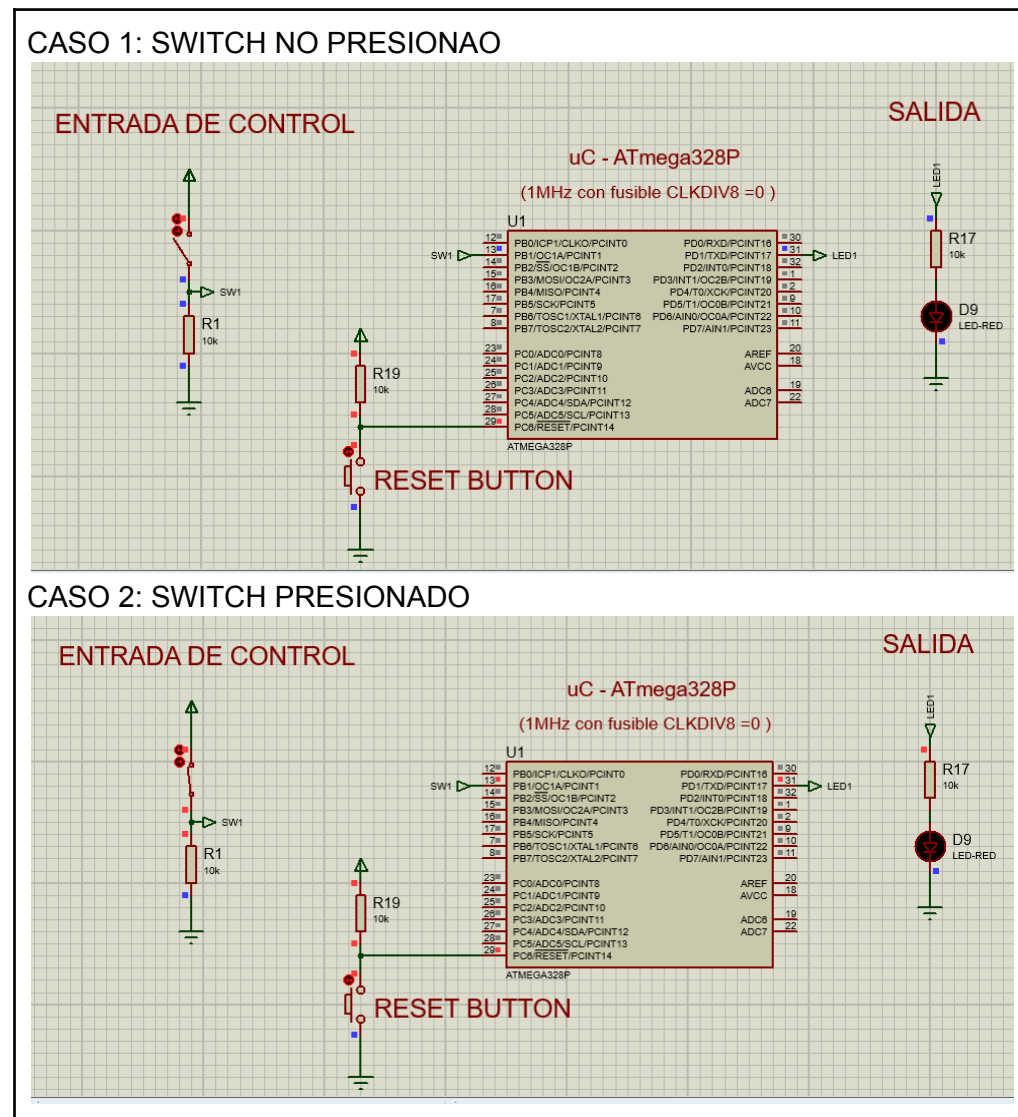 CASO 1: SWITCH NO PRESIONAO
ENTRADA DE CONTROL
SALIDA
uC - ATmega328P
(1MHz con fusible CLKDIV8 =0 )
U1
SW1
12 PB0/ICP1/CLKO/PCINT0 PD0/RXD/PCINT16 30
13 PB1/OC1A/PCINT1 PD1/TXD/PCINT17 31
14 PB2/SS/OC1B/PCINT2 PD2/INT0/PCINT18 32
15 PB3/MOSI/OC2A/PCINT3 PD3/INT1/OC2B/PCINT19 1
16 PB4/MISO/PCINT4 PD4/T0/XCK/PCINT20 2
17 PB5/SCK/PCINT5 PD5/T1/OC0B/PCINT21 9
7 PB6/TOSC1/XTAL1/PCINT6 PD6/AIN0/OC0A/PCINT22 10
8 PB7/TOSC2/XTAL2/PCINT7 PD7/AIN1/PCINT23 11
23 PC0/ADC0/PCINT8 AREF 20
24 PC1/ADC1/PCINT9 AVCC 18
25 PC2/ADC2/PCINT10
26 PC3/ADC3/PCINT11 ADC6 19
27 PC4/ADC4/SDA/PCINT12 ADC7 22
28 PC5/ADC5/SCL/PCINT13
29 PC6/RESET/PCINT14
ATMEGA328P
LED1
LED1
R17
10k
D9
LED-RED
SW1
R1
10k
R19
10k
RESET BUTTON
CASO 2: SWITCH PRESIONADO
ENTRADA DE CONTROL
SALIDA
uC - ATmega328P
(1MHz con fusible CLKDIV8 =0 )
U1
SW1
12 PB0/ICP1/CLKO/PCINT0 PD0/RXD/PCINT16 30
13 PB1/OC1A/PCINT1 PD1/TXD/PCINT17 31
14 PB2/SS/OC1B/PCINT2 PD2/INT0/PCINT18 32
15 PB3/MOSI/OC2A/PCINT3 PD3/INT1/OC2B/PCINT19 1
16 PB4/MISO/PCINT4 PD4/T0/XCK/PCINT20 2
17 PB5/SCK/PCINT5 PD5/T1/OC0B/PCINT21 9
7 PB6/TOSC1/XTAL1/PCINT6 PD6/AIN0/OC0A/PCINT22 10
8 PB7/TOSC2/XTAL2/PCINT7 PD7/AIN1/PCINT23 11
23 PC0/ADC0/PCINT8 AREF 20
24 PC1/ADC1/PCINT9 AVCC 18
25 PC2/ADC2/PCINT10
26 PC3/ADC3/PCINT11 ADC6 19
27 PC4/ADC4/SDA/PCINT12 ADC7 22
28 PC5/ADC5/SCL/PCINT13
29 PC6/RESET/PCINT14
ATMEGA328P
LED1
LED1
R17
10k
D9
LED-RED
SW1
R1
10k
R19
10k
RESET BUTTON